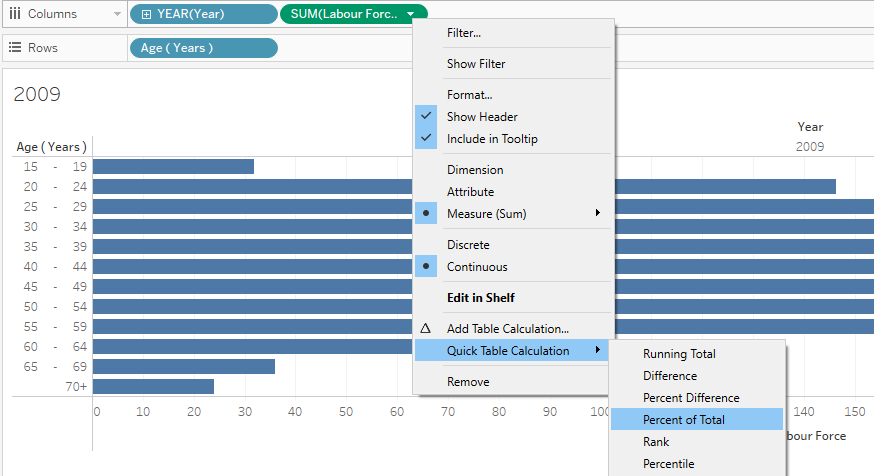 Columns
YEAR(Year)
SUM(Labour Forc..
Rows
Age ( Years )
2009
Year
2009
Age ( Years )
15 - 19
20 - 24
25 - 29
30 - 34
35 - 39
40 - 44
45 - 49
50 - 54
55 - 59
60 - 64
65 - 69
70+
0 10 20 30 40 50 60 70 80 90 100 140 150
bour Force
Filter...
Show Filter
Format...
Show Header
Include in Tooltip
Dimension
Attribute
Measure (Sum)
Discrete
Continuous
Edit in Shelf
Add Table Calculation...
Quick Table Calculation
Remove
Running Total
Difference
Percent Difference
Percent of Total
Rank
Percentile